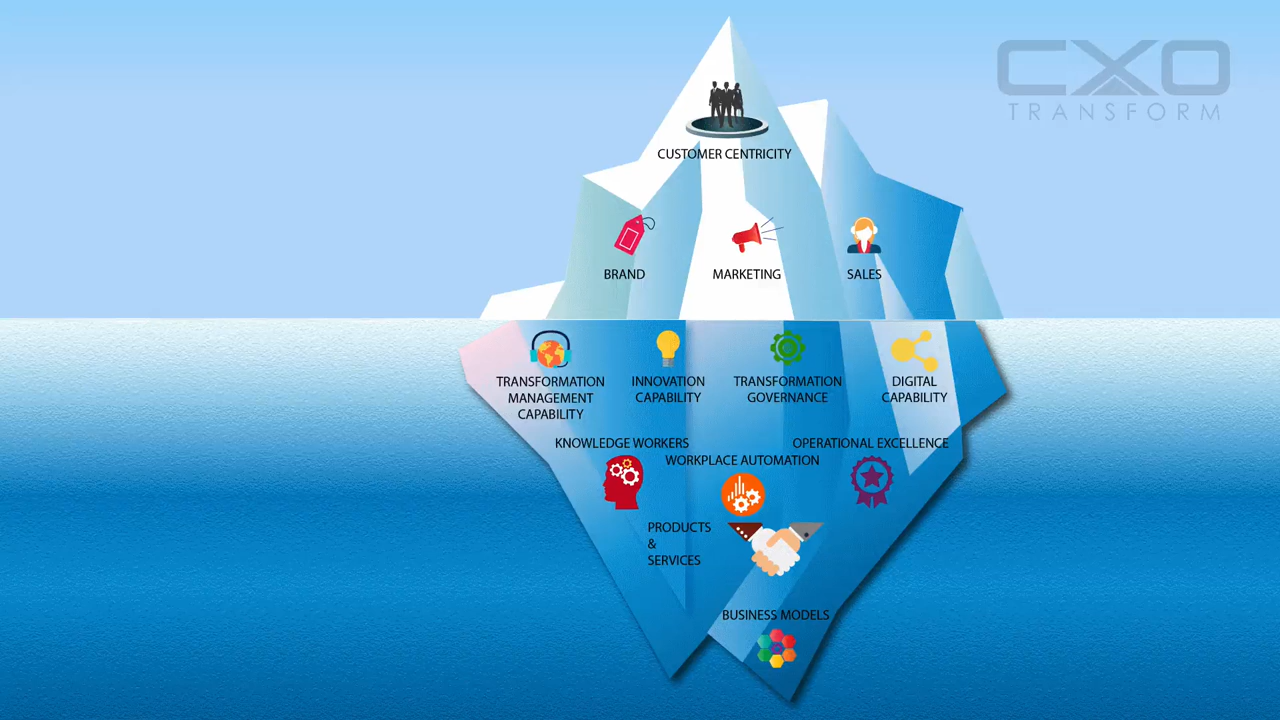 CXO
TRANSFORM
CUSTOMER CENTRICITY
BRAND
MARKETING
SALES
TRANSFORMATION
MANAGEMENT
CAPABILITY
INNOVATION
CAPABILITY
TRANSFORMATION
GOVERNANCE
DIGITAL
CAPABILITY
KNOWLEDGE WORKERS
WORKPLACE AUTOMATION
OPERATIONAL EXCELLENCE
PRODUCTS
&
SERVICES
BUSINESS MODELS